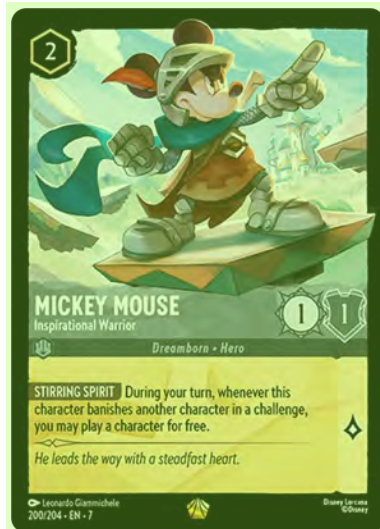 2
MICKEY MOUSE
Inspirational Warrior
1 1
Dreamborn • Hero
STIRRING SPIRIT During your turn, whenever this
character banishes another character in a challenge,
you may play a character for free.
He leads the way with a steadfast heart.
Leonardo Giammichele
Disney Lorcana
200/204 • EN • 7
©Disney